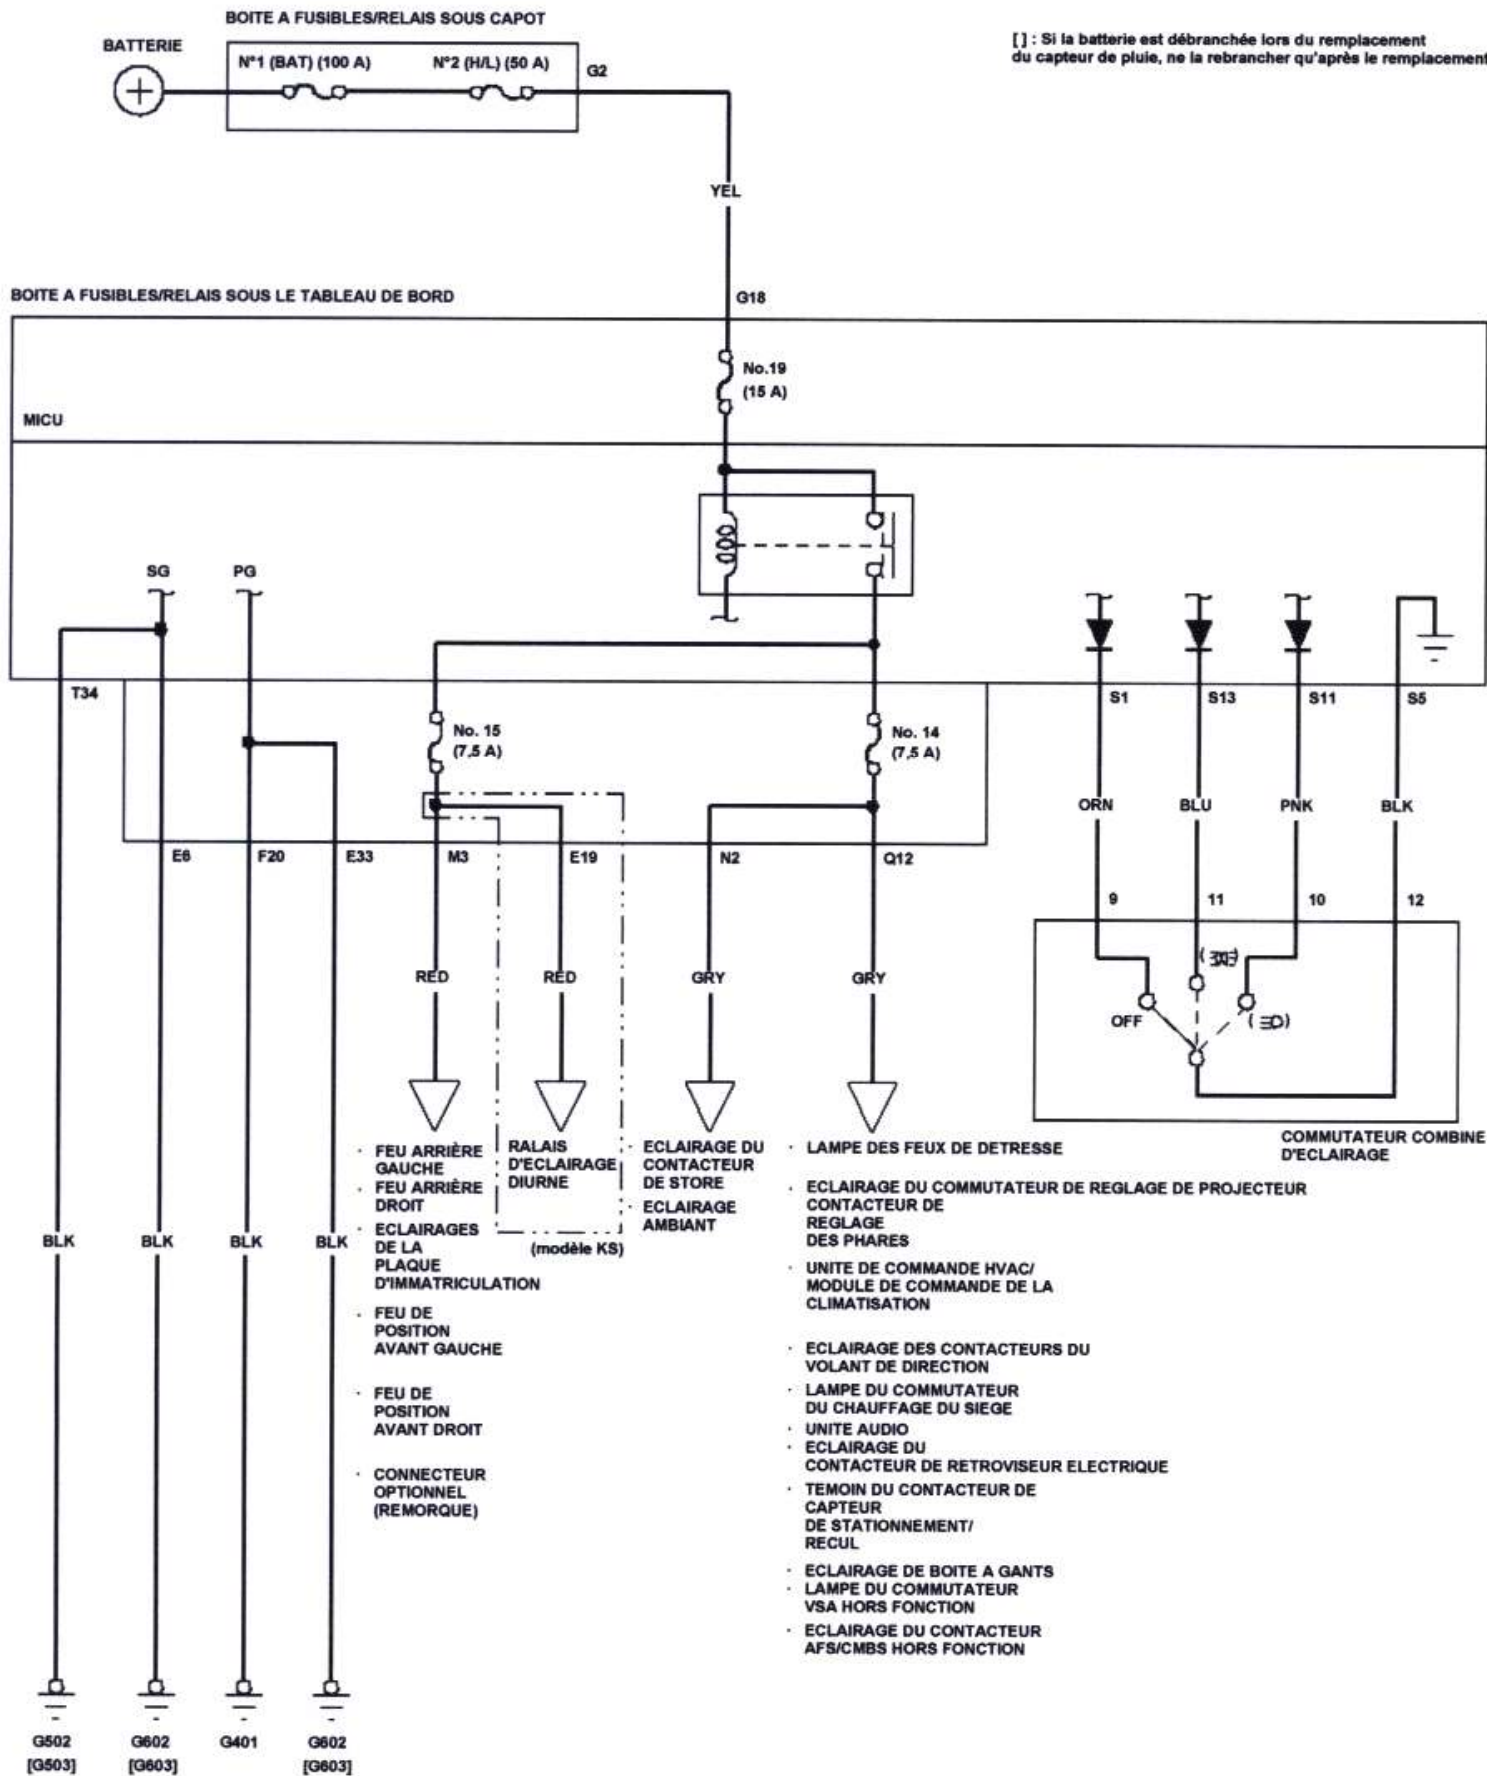 BOITE A FUSIBLES/RELAIS SOUS CAPOT
BATTERIE
N°1 (BAT) (100 A)
N°2 (H/L) (50 A)
G2
[ ] : Si la batterie est débranchée lors du remplacement
du capteur de pluie, ne la rebrancher qu'après le remplacement
YEL
BOITE A FUSIBLES/RELAIS SOUS LE TABLEAU DE BORD
G18
No.19
(15 A)
MICU
SG
PG
T34
S1
S13
S11
S5
No. 15
(7,5 A)
No. 14
(7,5 A)
ORN
BLU
PNK
BLK
E6
F20
E33
M3
E19
N2
Q12
9
11
10
12
RED
RED
GRY
GRY
OFF
COMMUTATEUR COMBINE
D'ECLAIRAGE
· FEU ARRIÈRE
GAUCHE
· FEU ARRIÈRE
DROIT
· ECLAIRAGES
DE LA
PLAQUE
D'IMMATRICULATION
· FEU DE
POSITION
AVANT GAUCHE
· FEU DE
POSITION
AVANT DROIT
· CONNECTEUR
OPTIONNEL
(REMORQUE)
RALAIS
D'ECLAIRAGE
DIURNE
(modèle KS)
· ECLAIRAGE DU
CONTACTEUR
DE STORE
· ECLAIRAGE
AMBIANT
· LAMPE DES FEUX DE DETRESSE
· ECLAIRAGE DU COMMUTATEUR DE REGLAGE DE PROJECTEUR
CONTACTEUR DE
REGLAGE
DES PHARES
· UNITE DE COMMANDE HVAC/
MODULE DE COMMANDE DE LA
CLIMATISATION
· ECLAIRAGE DES CONTACTEURS DU
VOLANT DE DIRECTION
· LAMPE DU COMMUTATEUR
DU CHAUFFAGE DU SIEGE
· UNITE AUDIO
· ECLAIRAGE DU
CONTACTEUR DE RETROVISEUR ELECTRIQUE
· TEMOIN DU CONTACTEUR DE
CAPTEUR
DE STATIONNEMENT/
RECUL
· ECLAIRAGE DE BOITE A GANTS
· LAMPE DU COMMUTATEUR
VSA HORS FONCTION
· ECLAIRAGE DU CONTACTEUR
AFS/CMBS HORS FONCTION
BLK
BLK
BLK
BLK
G502
[G503]
G602
[G603]
G401
G602
[G603]